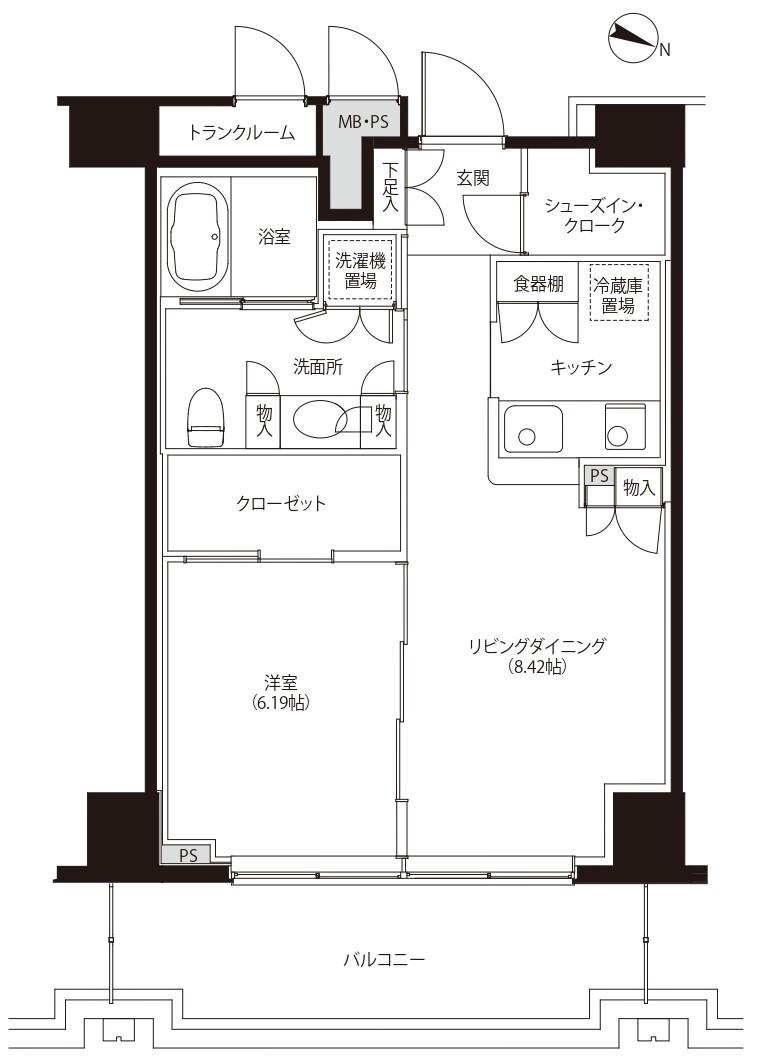 N
トランクルーム
MB・PS
下足入
玄関
シューズイン・
クローク
浴室
洗濯機
置場
食器棚
冷蔵庫
置場
洗面所
キッチン
物入
物入
PS
物入
クローゼット
リビングダイニング
(8.42帖)
洋室
(6.19帖)
PS
バルコニー